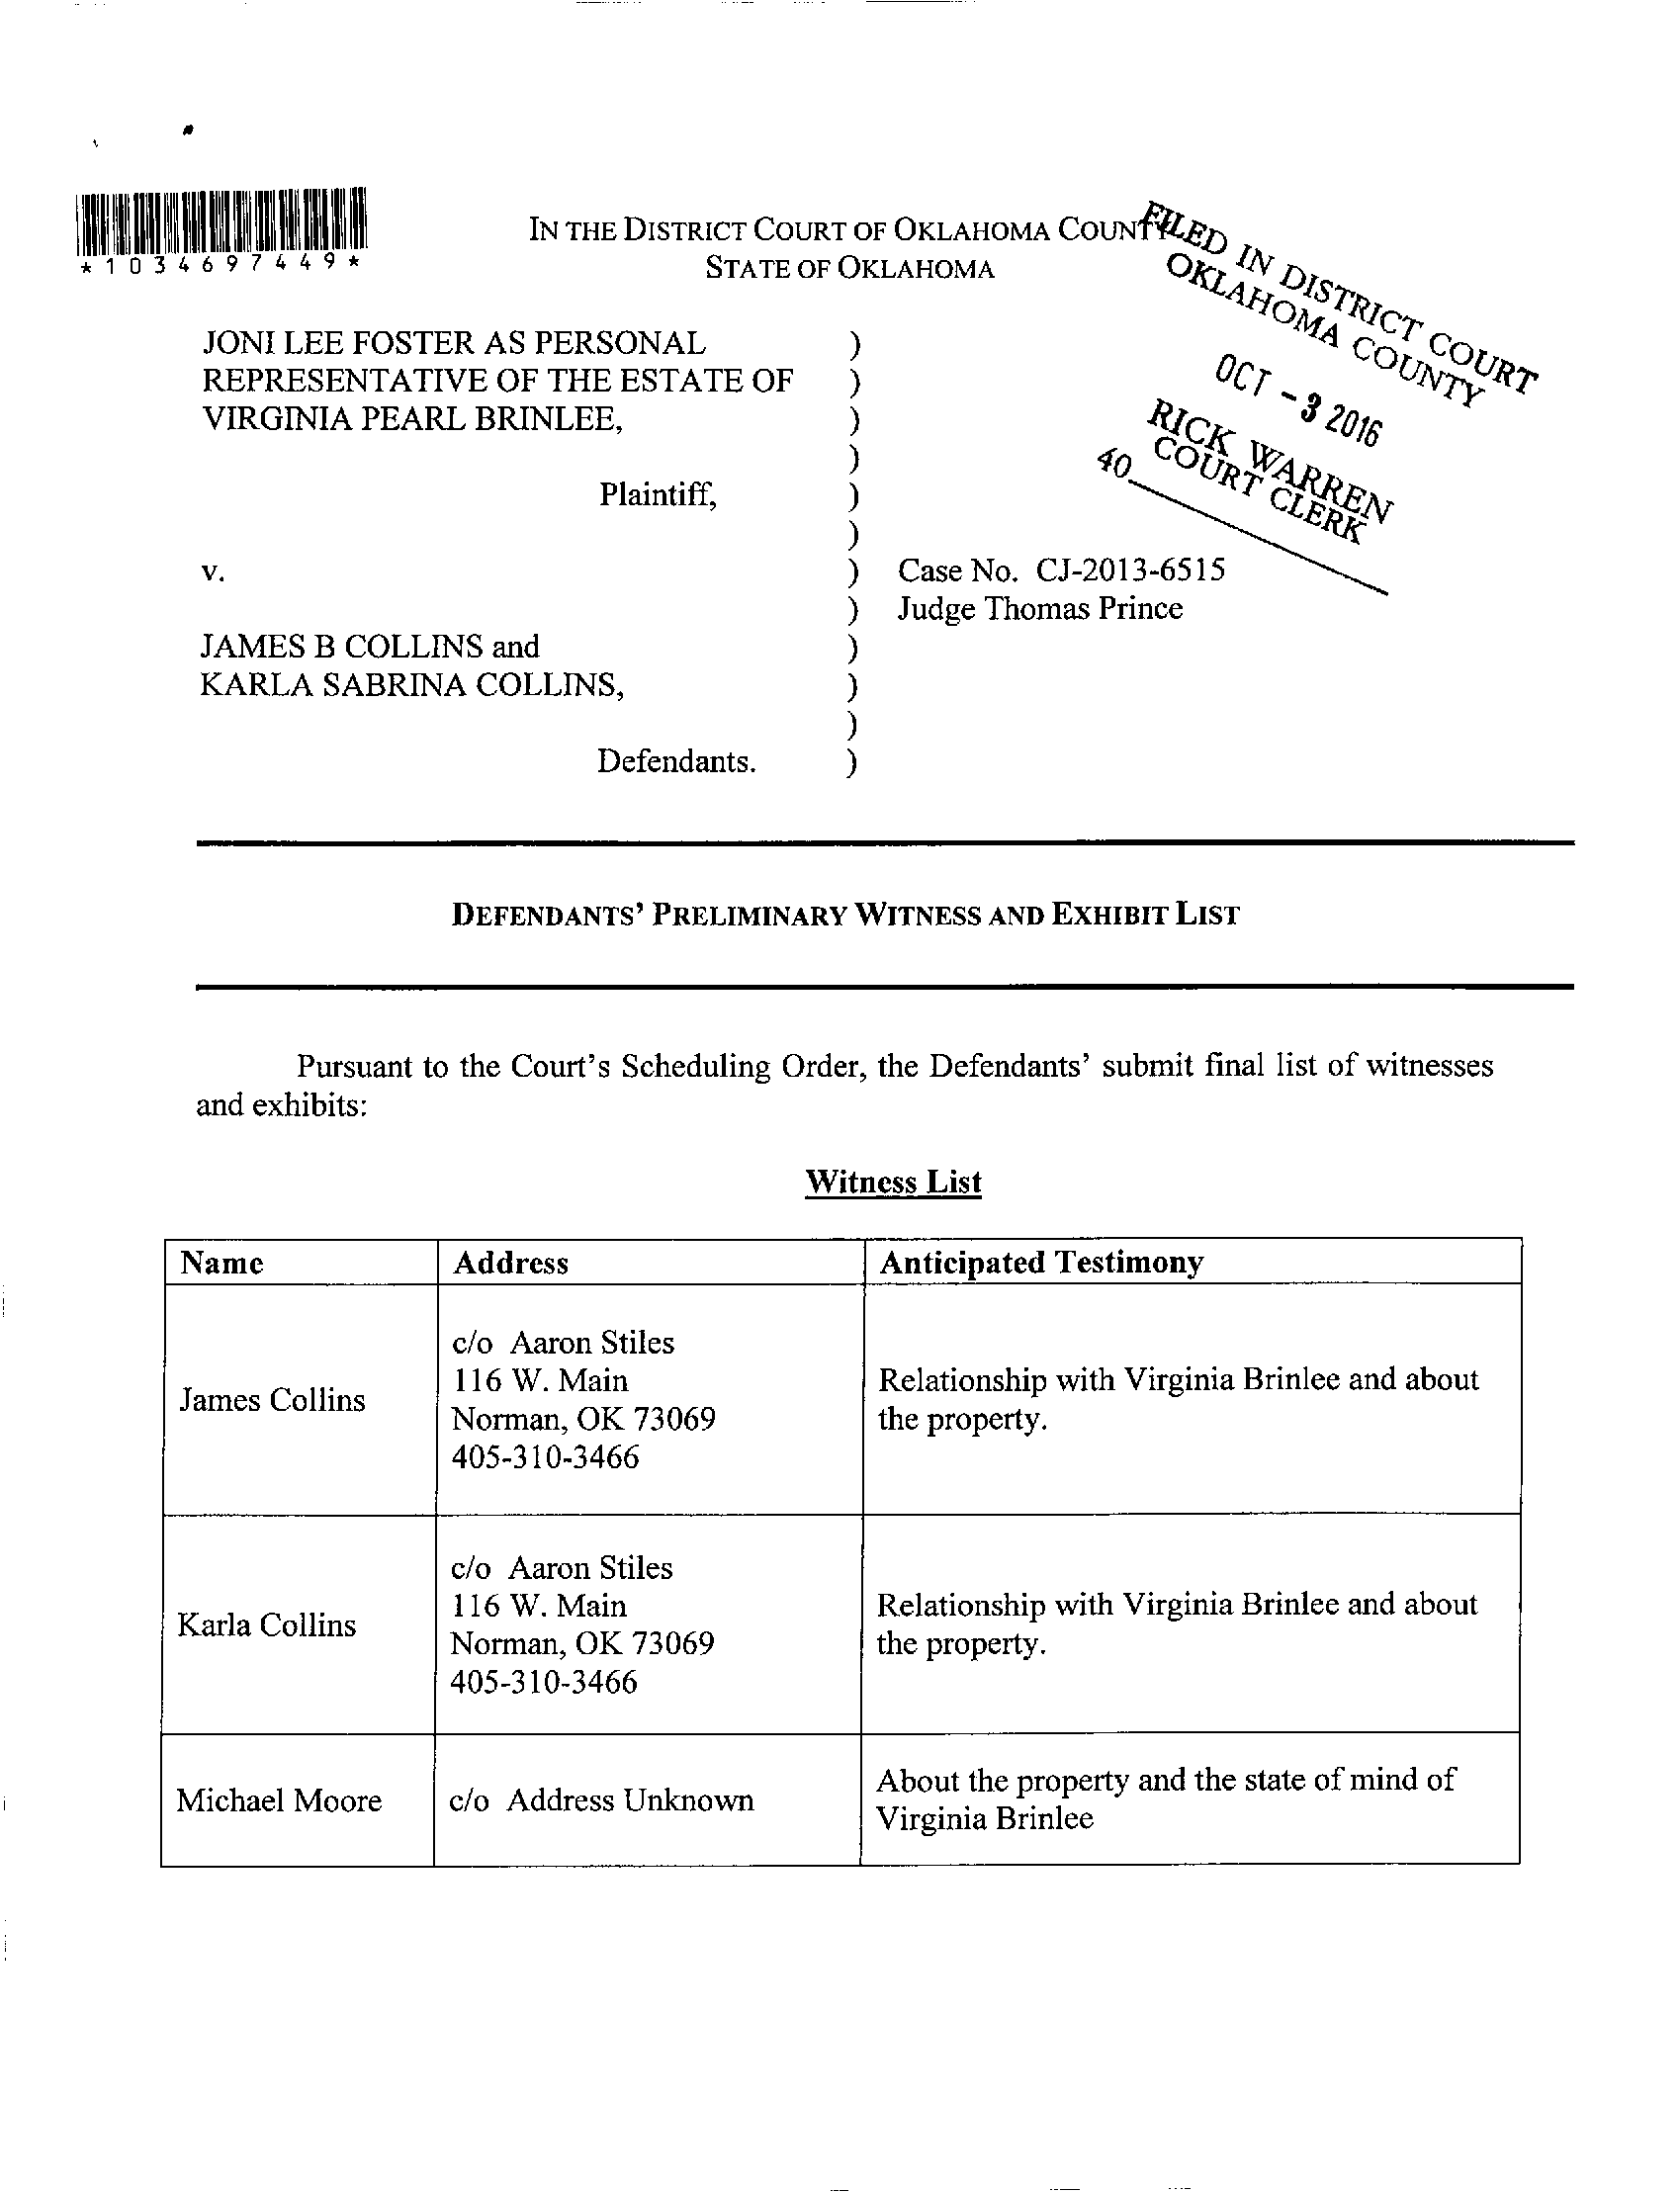 *1034697449*
IN THE DISTRICT COURT OF OKLAHOMA COUNTY
STATE OF OKLAHOMA
FILED IN DISTRICT COURT
OKLAHOMA COUNTY
OCT - 3 2016
RICK WARREN
COURT CLERK
40
JONI LEE FOSTER AS PERSONAL )
REPRESENTATIVE OF THE ESTATE OF )
VIRGINIA PEARL BRINLEE, )
)
Plaintiff, )
)
v. ) Case No. CJ-2013-6515
) Judge Thomas Prince
JAMES B COLLINS and )
KARLA SABRINA COLLINS, )
)
Defendants. )
DEFENDANTS' PRELIMINARY WITNESS AND EXHIBIT LIST
Pursuant to the Court's Scheduling Order, the Defendants' submit final list of witnesses
and exhibits:
Witness List
Name Address Anticipated Testimony
James Collins
c/o Aaron Stiles
116 W. Main
Norman, OK 73069
405-310-3466
Relationship with Virginia Brinlee and about
the property.
Karla Collins
c/o Aaron Stiles
116 W. Main
Norman, OK 73069
405-310-3466
Relationship with Virginia Brinlee and about
the property.
Michael Moore
c/o Address Unknown
About the property and the state of mind of
Virginia Brinlee